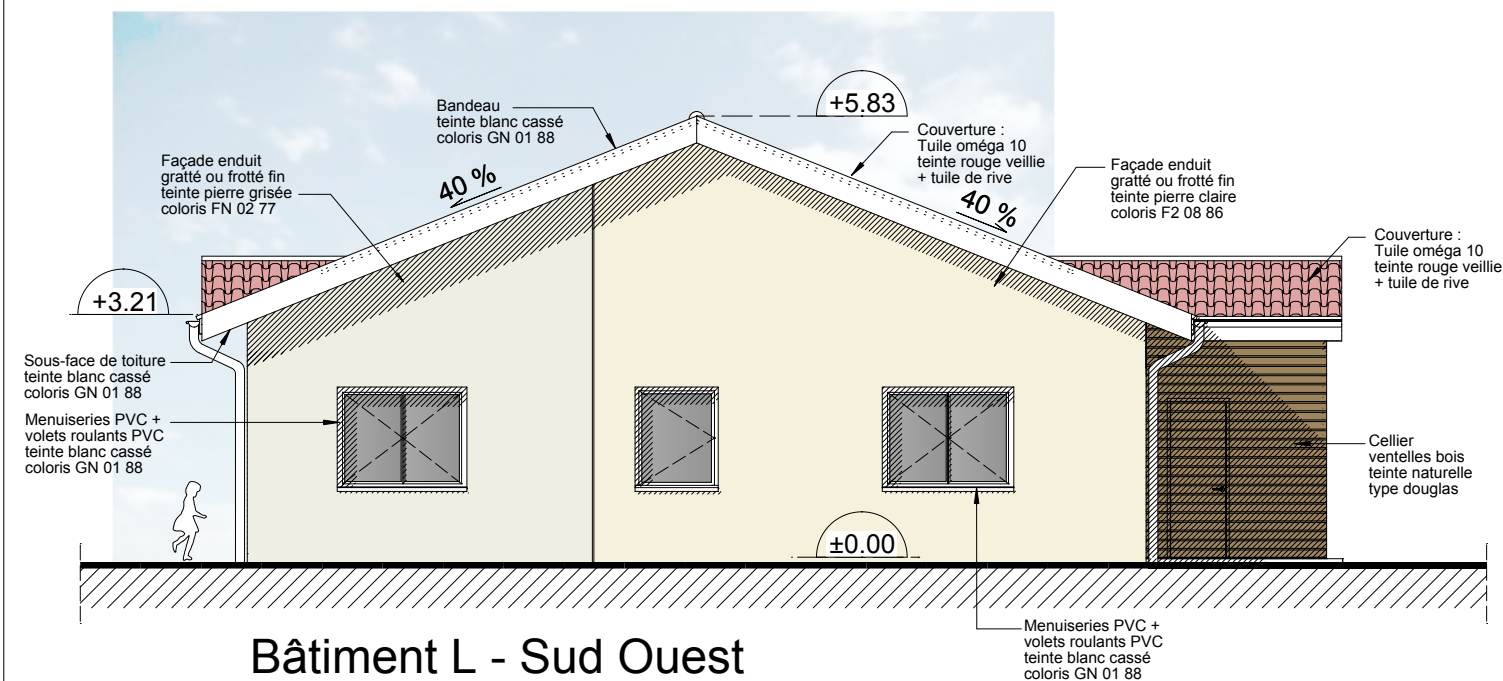 +5.83
Bandeau
teinte blanc cassé
coloris GN 01 88
Couverture :
Tuile oméga 10
teinte rouge veillie
+ tuile de rive
Façade enduit
gratté ou frotté fin
teinte pierre grisée
coloris FN 02 77
40 %
40 %
Façade enduit
gratté ou frotté fin
teinte pierre claire
coloris F2 08 86
Couverture :
Tuile oméga 10
teinte rouge veillie
+ tuile de rive
+3.21
Sous-face de toiture
teinte blanc cassé
coloris GN 01 88
Menuiseries PVC +
volets roulants PVC
teinte blanc cassé
coloris GN 01 88
Cellier
ventelles bois
teinte naturelle
type douglas
±0.00
Menuiseries PVC +
volets roulants PVC
teinte blanc cassé
coloris GN 01 88
Bâtiment L - Sud Ouest